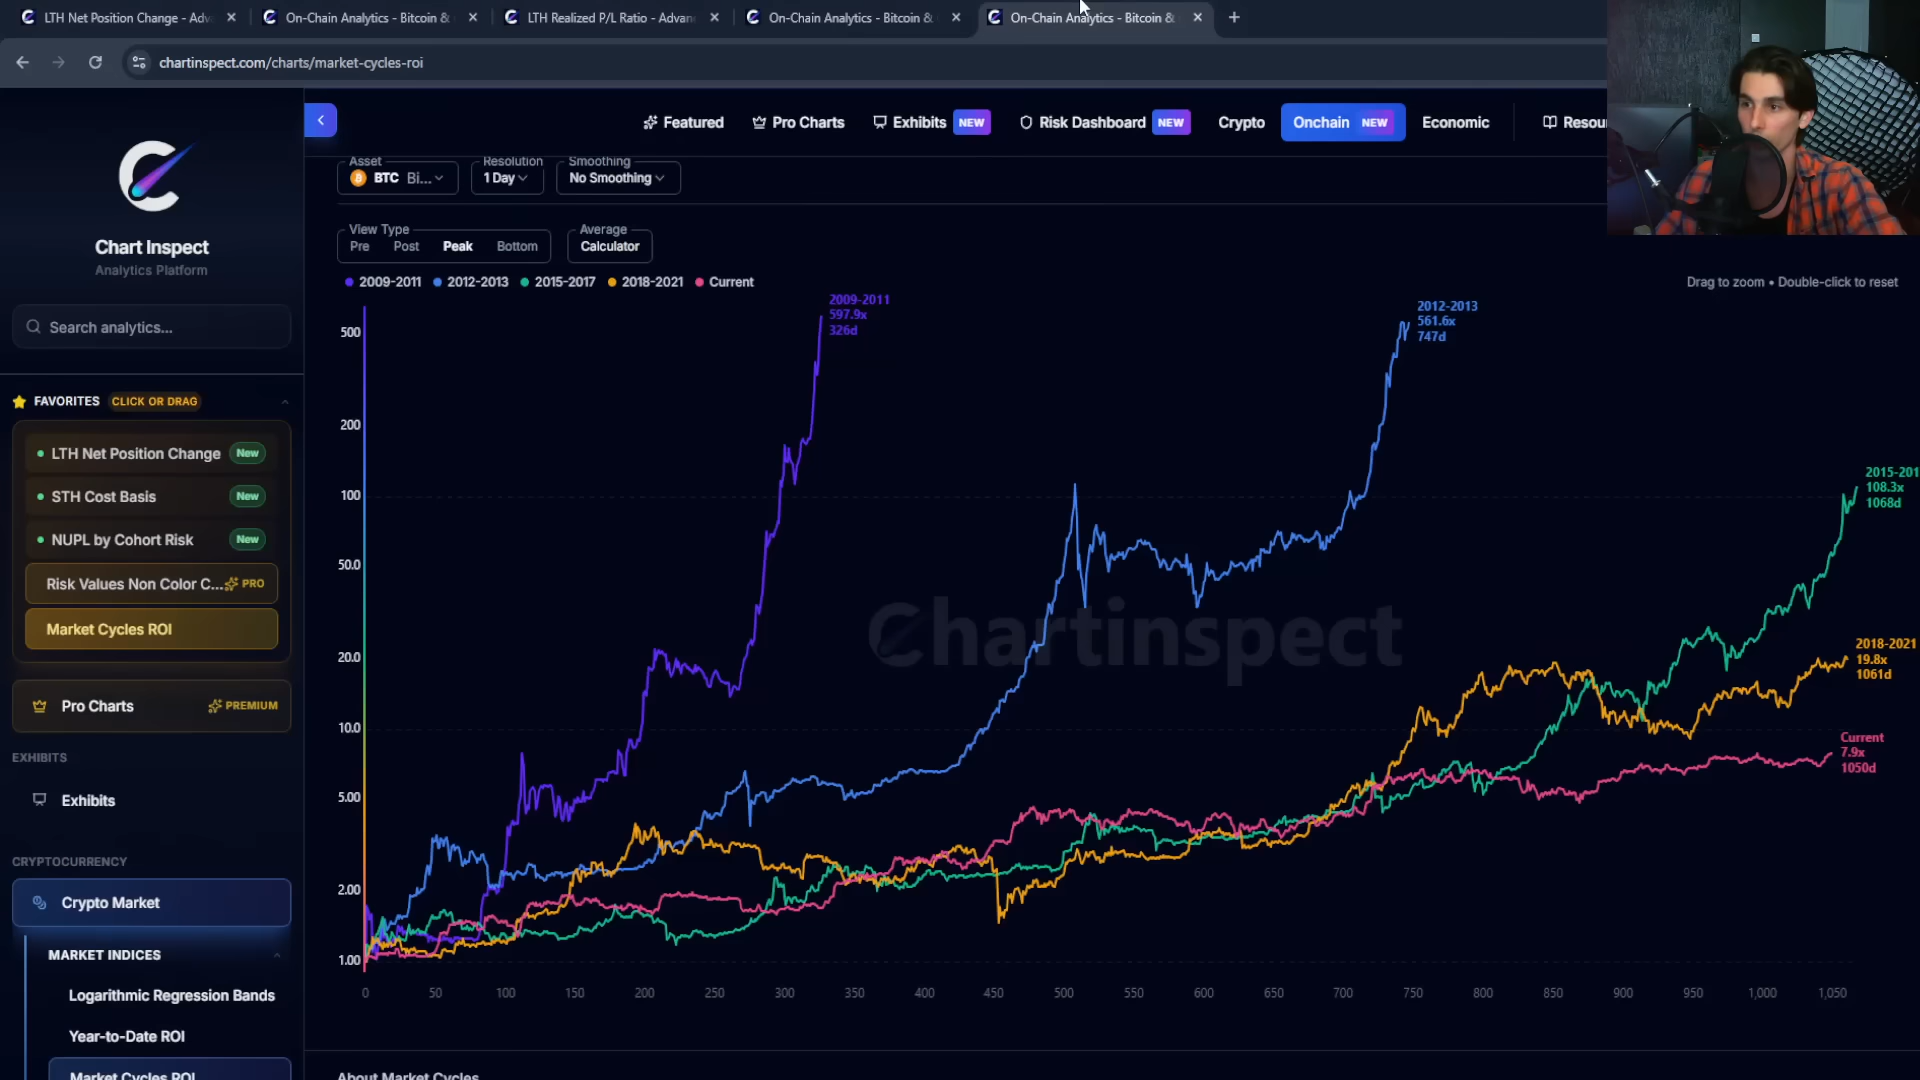 LTH Net Position Change - Adv
On-Chain Analytics - Bitcoin &
LTH Realized P/L Ratio - Advan
On-Chain Analytics - Bitcoin &
On-Chain Analytics - Bitcoin &
chartinspect.com/charts/market-cycles-roi
Featured
Pro Charts
Exhibits NEW
Risk Dashboard NEW
Crypto
Onchain NEW
Economic
Resou
Chart Inspect
Analytics Platform
Search analytics...
FAVORITES CLICK OR DRAG
LTH Net Position Change New
STH Cost Basis New
NUPL by Cohort Risk New
Risk Values Non Color C... PRO
Market Cycles ROI
Pro Charts PREMIUM
EXHIBITS
Exhibits
CRYPTOCURRENCY
Crypto Market
MARKET INDICES
Logarithmic Regression Bands
Year-to-Date ROI
Market Cycles ROI
Asset
BTC Bi...
Resolution
1 Day
Smoothing
No Smoothing
View Type
Pre Post Peak Bottom
Average
Calculator
2009-2011 2012-2013 2015-2017 2018-2021 Current
Drag to zoom • Double-click to reset
500
200
100
50.0
20.0
10.0
5.00
2.00
1.00
2009-2011
597.9x
326d
2012-2013
561.6x
747d
2015-201
108.3x
1068d
2018-2021
19.8x
1061d
Current
7.9x
1050d
Chartinspect
0 50 100 150 200 250 300 350 400 450 500 550 600 650 700 750 800 850 900 950 1,000 1,050
About Market Cycles